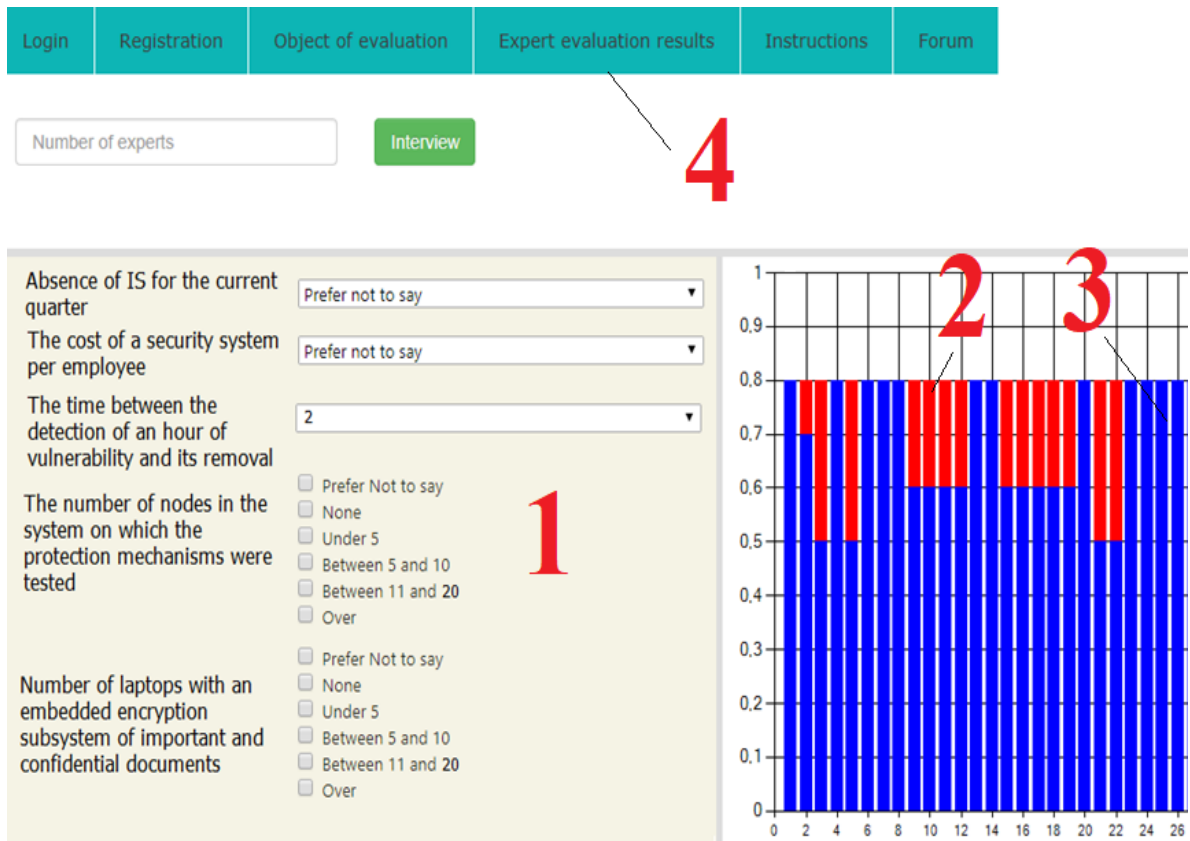 Login Registration Object of evaluation Expert evaluation results Instructions Forum
Number of experts Interview
4
Absence of IS for the current
quarter
Prefer not to say
The cost of a security system
per employee
Prefer not to say
The time between the
detection of an hour of
vulnerability and its removal
2
The number of nodes in the
system on which the
protection mechanisms were
tested
Prefer Not to say
None
Under 5
Between 5 and 10
Between 11 and 20
Over
1
Number of laptops with an
embedded encryption
subsystem of important and
confidential documents
Prefer Not to say
None
Under 5
Between 5 and 10
Between 11 and 20
Over
2 3
1
0,9
0,8
0,7
0,6
0,5
0,4
0,3
0,2
0,1
0
0 2 4 6 8 10 12 14 16 18 20 22 24 26